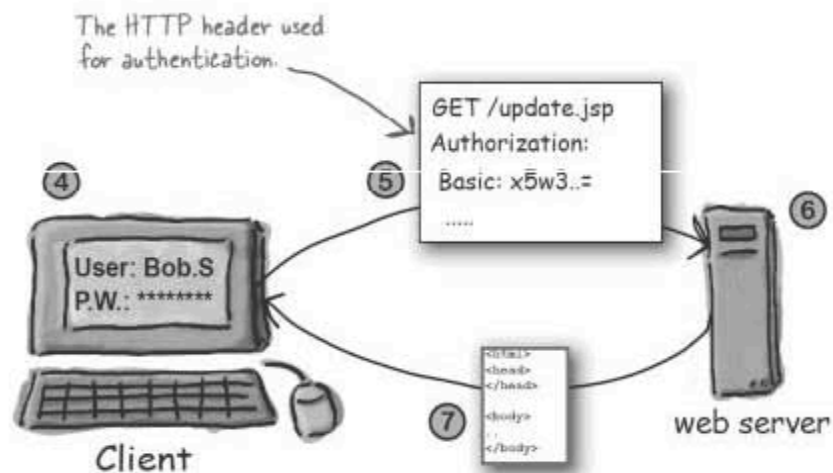 The HTTP header used
for authentication.
GET /update.jsp
Authorization:
Basic: x5w3..=
.....
4
5
6
User: Bob.S
P.W.: ********
<html>
<head>
</head>
<body>
..
</body>
7
web server
Client